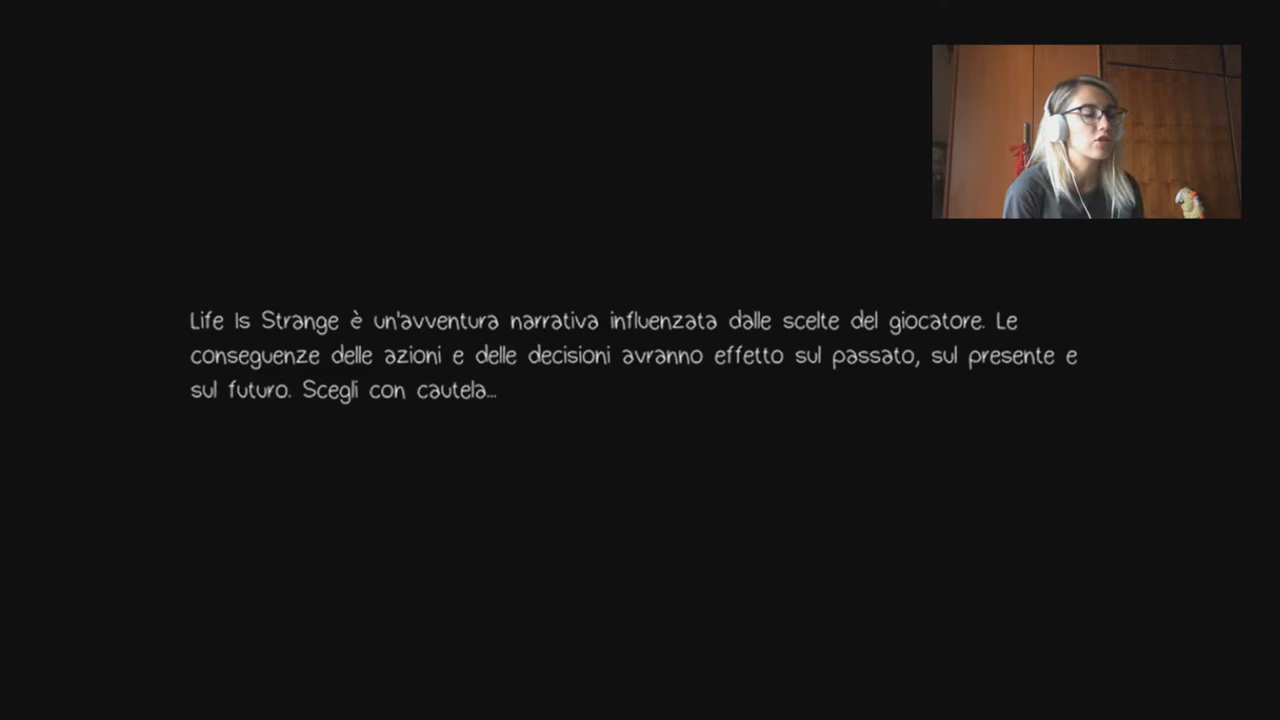 Life Is Strange è un'avventura narrativa influenzata dalle scelte del giocatore. Le
conseguenze delle azioni e delle decisioni avranno effetto sul passato, sul presente e
sul futuro. Scegli con cautela...